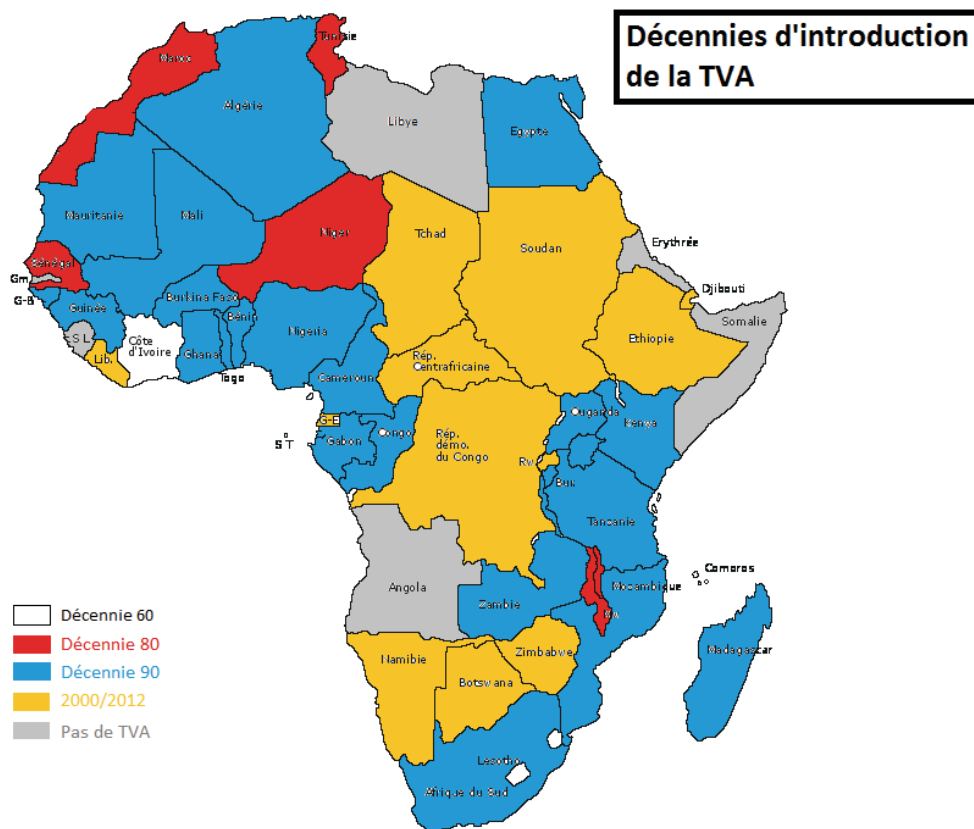 Décennies d'introduction
de la TVA
Tunisie
Maroc
Algérie
Libye
Egypte
Mauritanie
Mali
Niger
Tchad
Soudan
Erythrée
Sénégal
Gm
G-B
Guinée
Burkina Faso
Bénin
Nigeria
Djibouti
Somalie
S L
Lib.
Côte
d'Ivoire
Ghana
Togo
Cameroun
Rép.
Centrafricaine
Ethiopie
G-E
S T
Gabon
Congo
Rép.
démo.
du Congo
Rw
Bur
Ouganda
Kenya
Tanzanie
Angola
Zambie
Mw
Mozambique
Comoros
Madagascar
Namibie
Zimbabwe
Botswana
Lesotho
Afrique du Sud
Décennie 60
Décennie 80
Décennie 90
2000/2012
Pas de TVA